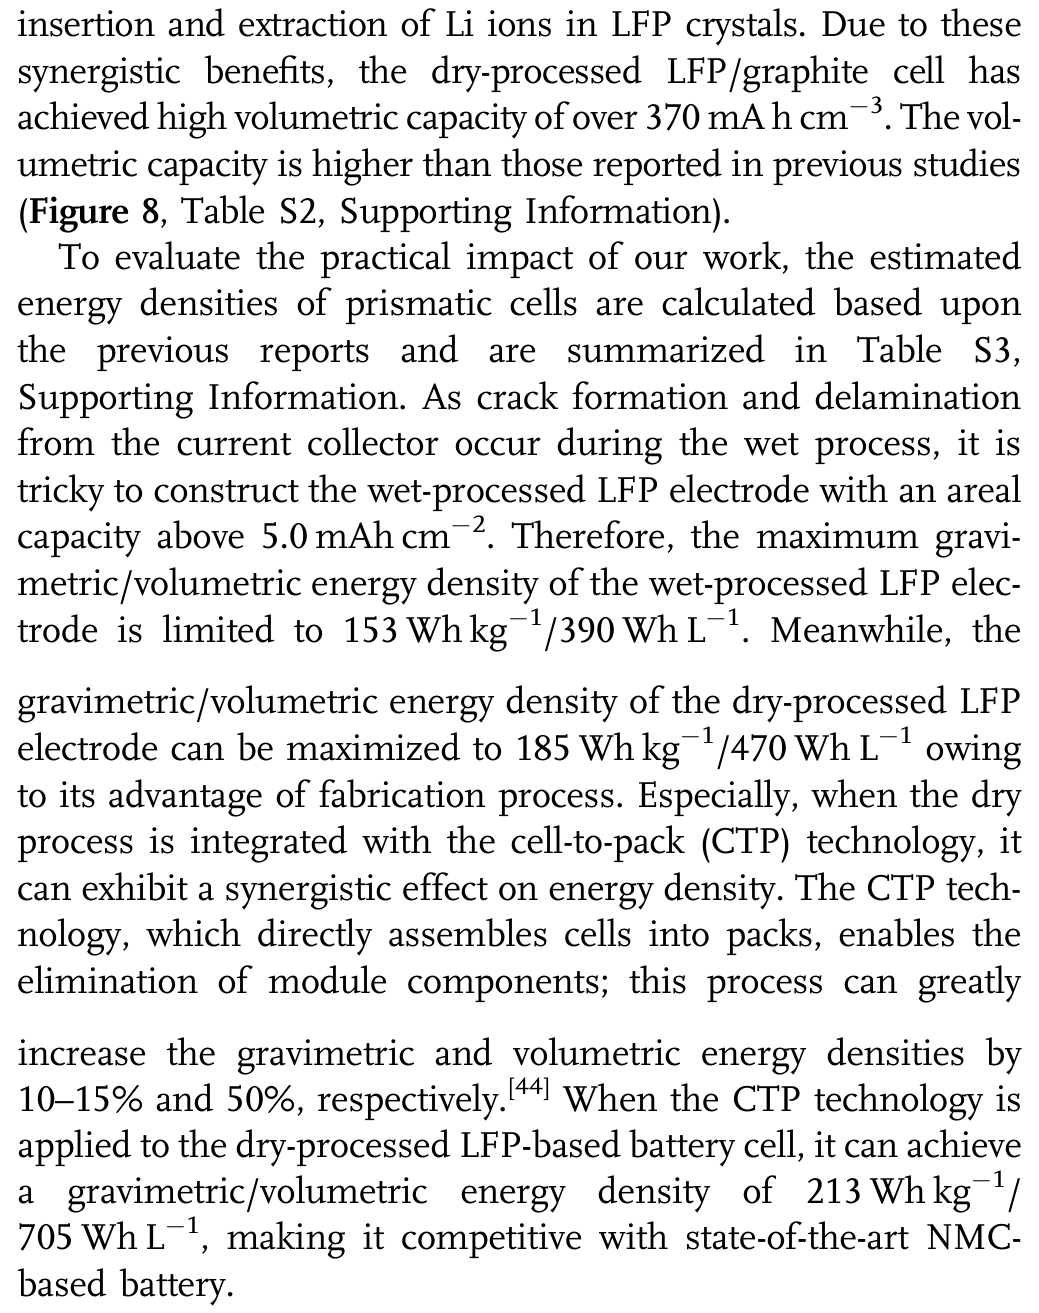 insertion and extraction of Li ions in LFP crystals. Due to these
synergistic benefits, the dry-processed LFP/graphite cell has
achieved high volumetric capacity of over 370 mA h cm⁻³. The vol-
umetric capacity is higher than those reported in previous studies
(Figure 8, Table S2, Supporting Information).
To evaluate the practical impact of our work, the estimated
energy densities of prismatic cells are calculated based upon
the previous reports and are summarized in Table S3,
Supporting Information. As crack formation and delamination
from the current collector occur during the wet process, it is
tricky to construct the wet-processed LFP electrode with an areal
capacity above 5.0 mAh cm⁻². Therefore, the maximum gravi-
metric/volumetric energy density of the wet-processed LFP elec-
trode is limited to 153 Wh kg⁻¹/390 Wh L⁻¹. Meanwhile, the
gravimetric/volumetric energy density of the dry-processed LFP
electrode can be maximized to 185 Wh kg⁻¹/470 Wh L⁻¹ owing
to its advantage of fabrication process. Especially, when the dry
process is integrated with the cell-to-pack (CTP) technology, it
can exhibit a synergistic effect on energy density. The CTP tech-
nology, which directly assembles cells into packs, enables the
elimination of module components; this process can greatly
increase the gravimetric and volumetric energy densities by
10–15% and 50%, respectively.[44] When the CTP technology is
applied to the dry-processed LFP-based battery cell, it can achieve
a gravimetric/volumetric energy density of 213 Wh kg⁻¹/
705 Wh L⁻¹, making it competitive with state-of-the-art NMC-
based battery.